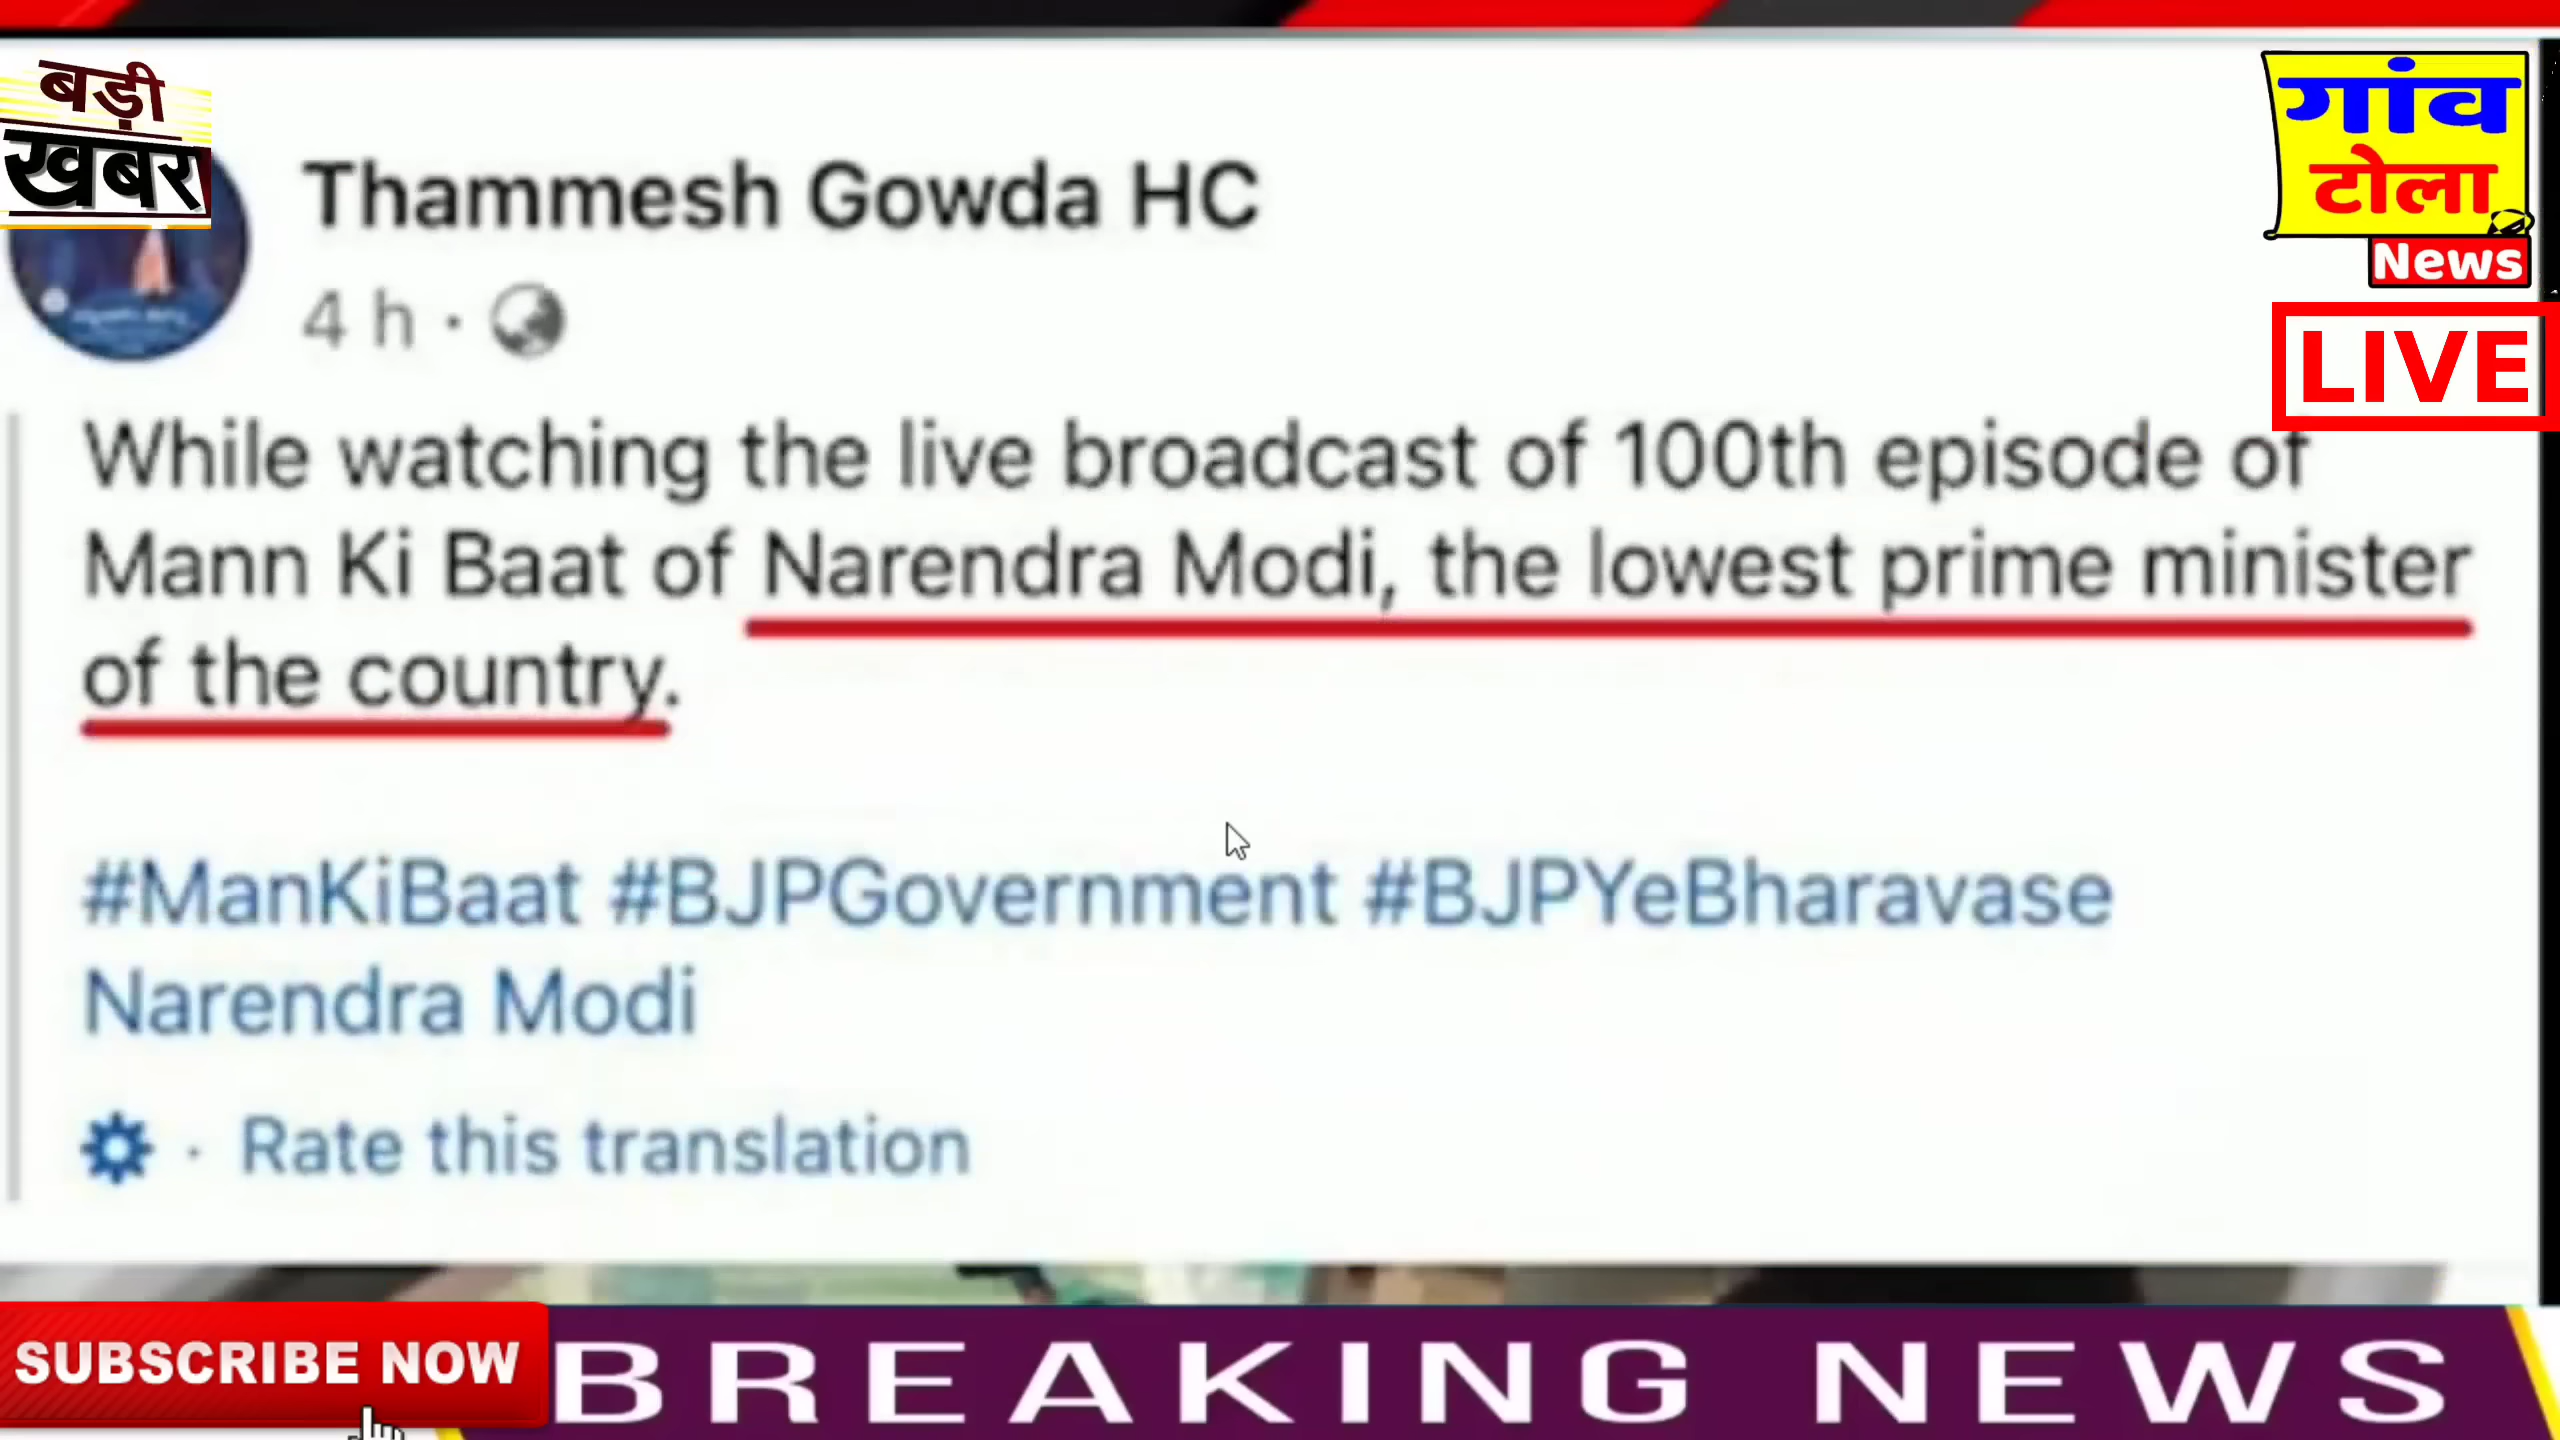 बड़ी
खबर
गांव
टोला
News
LIVE
Thammesh Gowda HC
4 h ·
While watching the live broadcast of 100th episode of
Mann Ki Baat of Narendra Modi, the lowest prime minister
of the country.
#ManKiBaat #BJPGovernment #BJPYeBharavase
Narendra Modi
· Rate this translation
SUBSCRIBE NOW
BREAKING NEWS